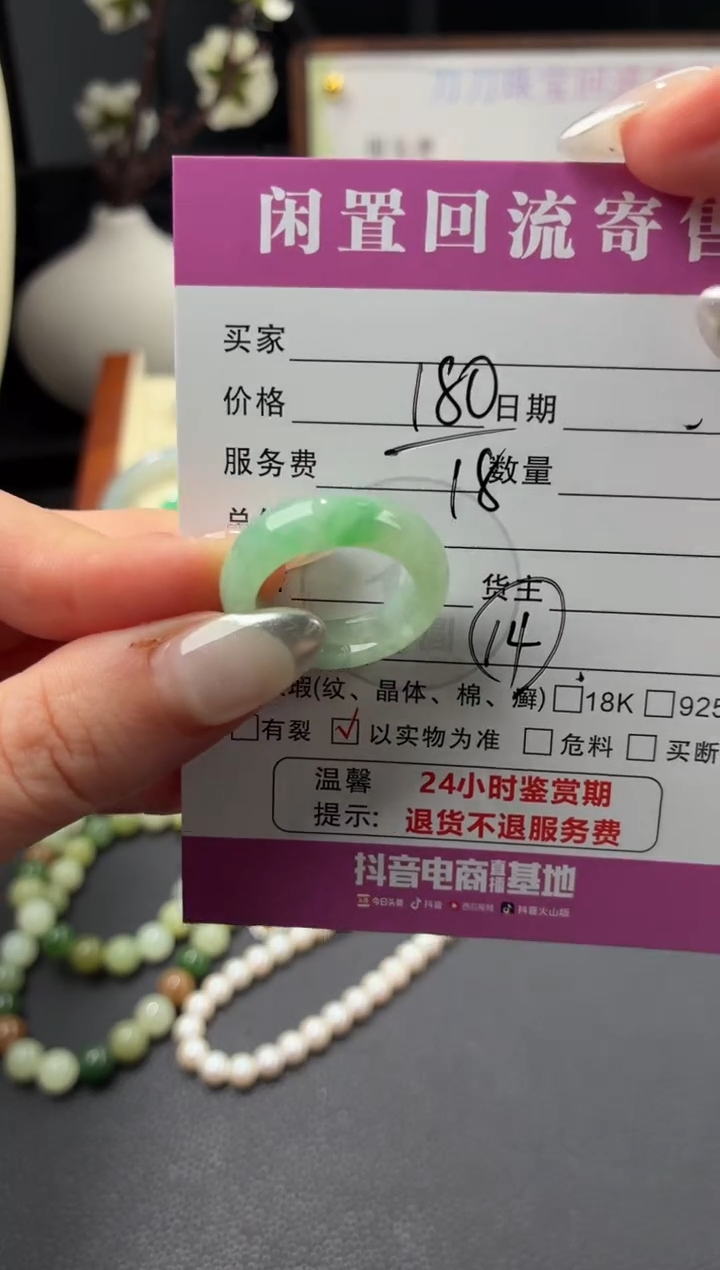 闲置回流寄售
买家
价格 180 日期
服务费 18 数量
货主
14
瑕(纹、晶体、棉、癣) 18K 925
有裂 ✓ 以实物为准 危料 买断
温馨 24小时鉴赏期
提示: 退货不退服务费
抖音电商直播基地
今日头条 抖音 西瓜视频 抖音火山版